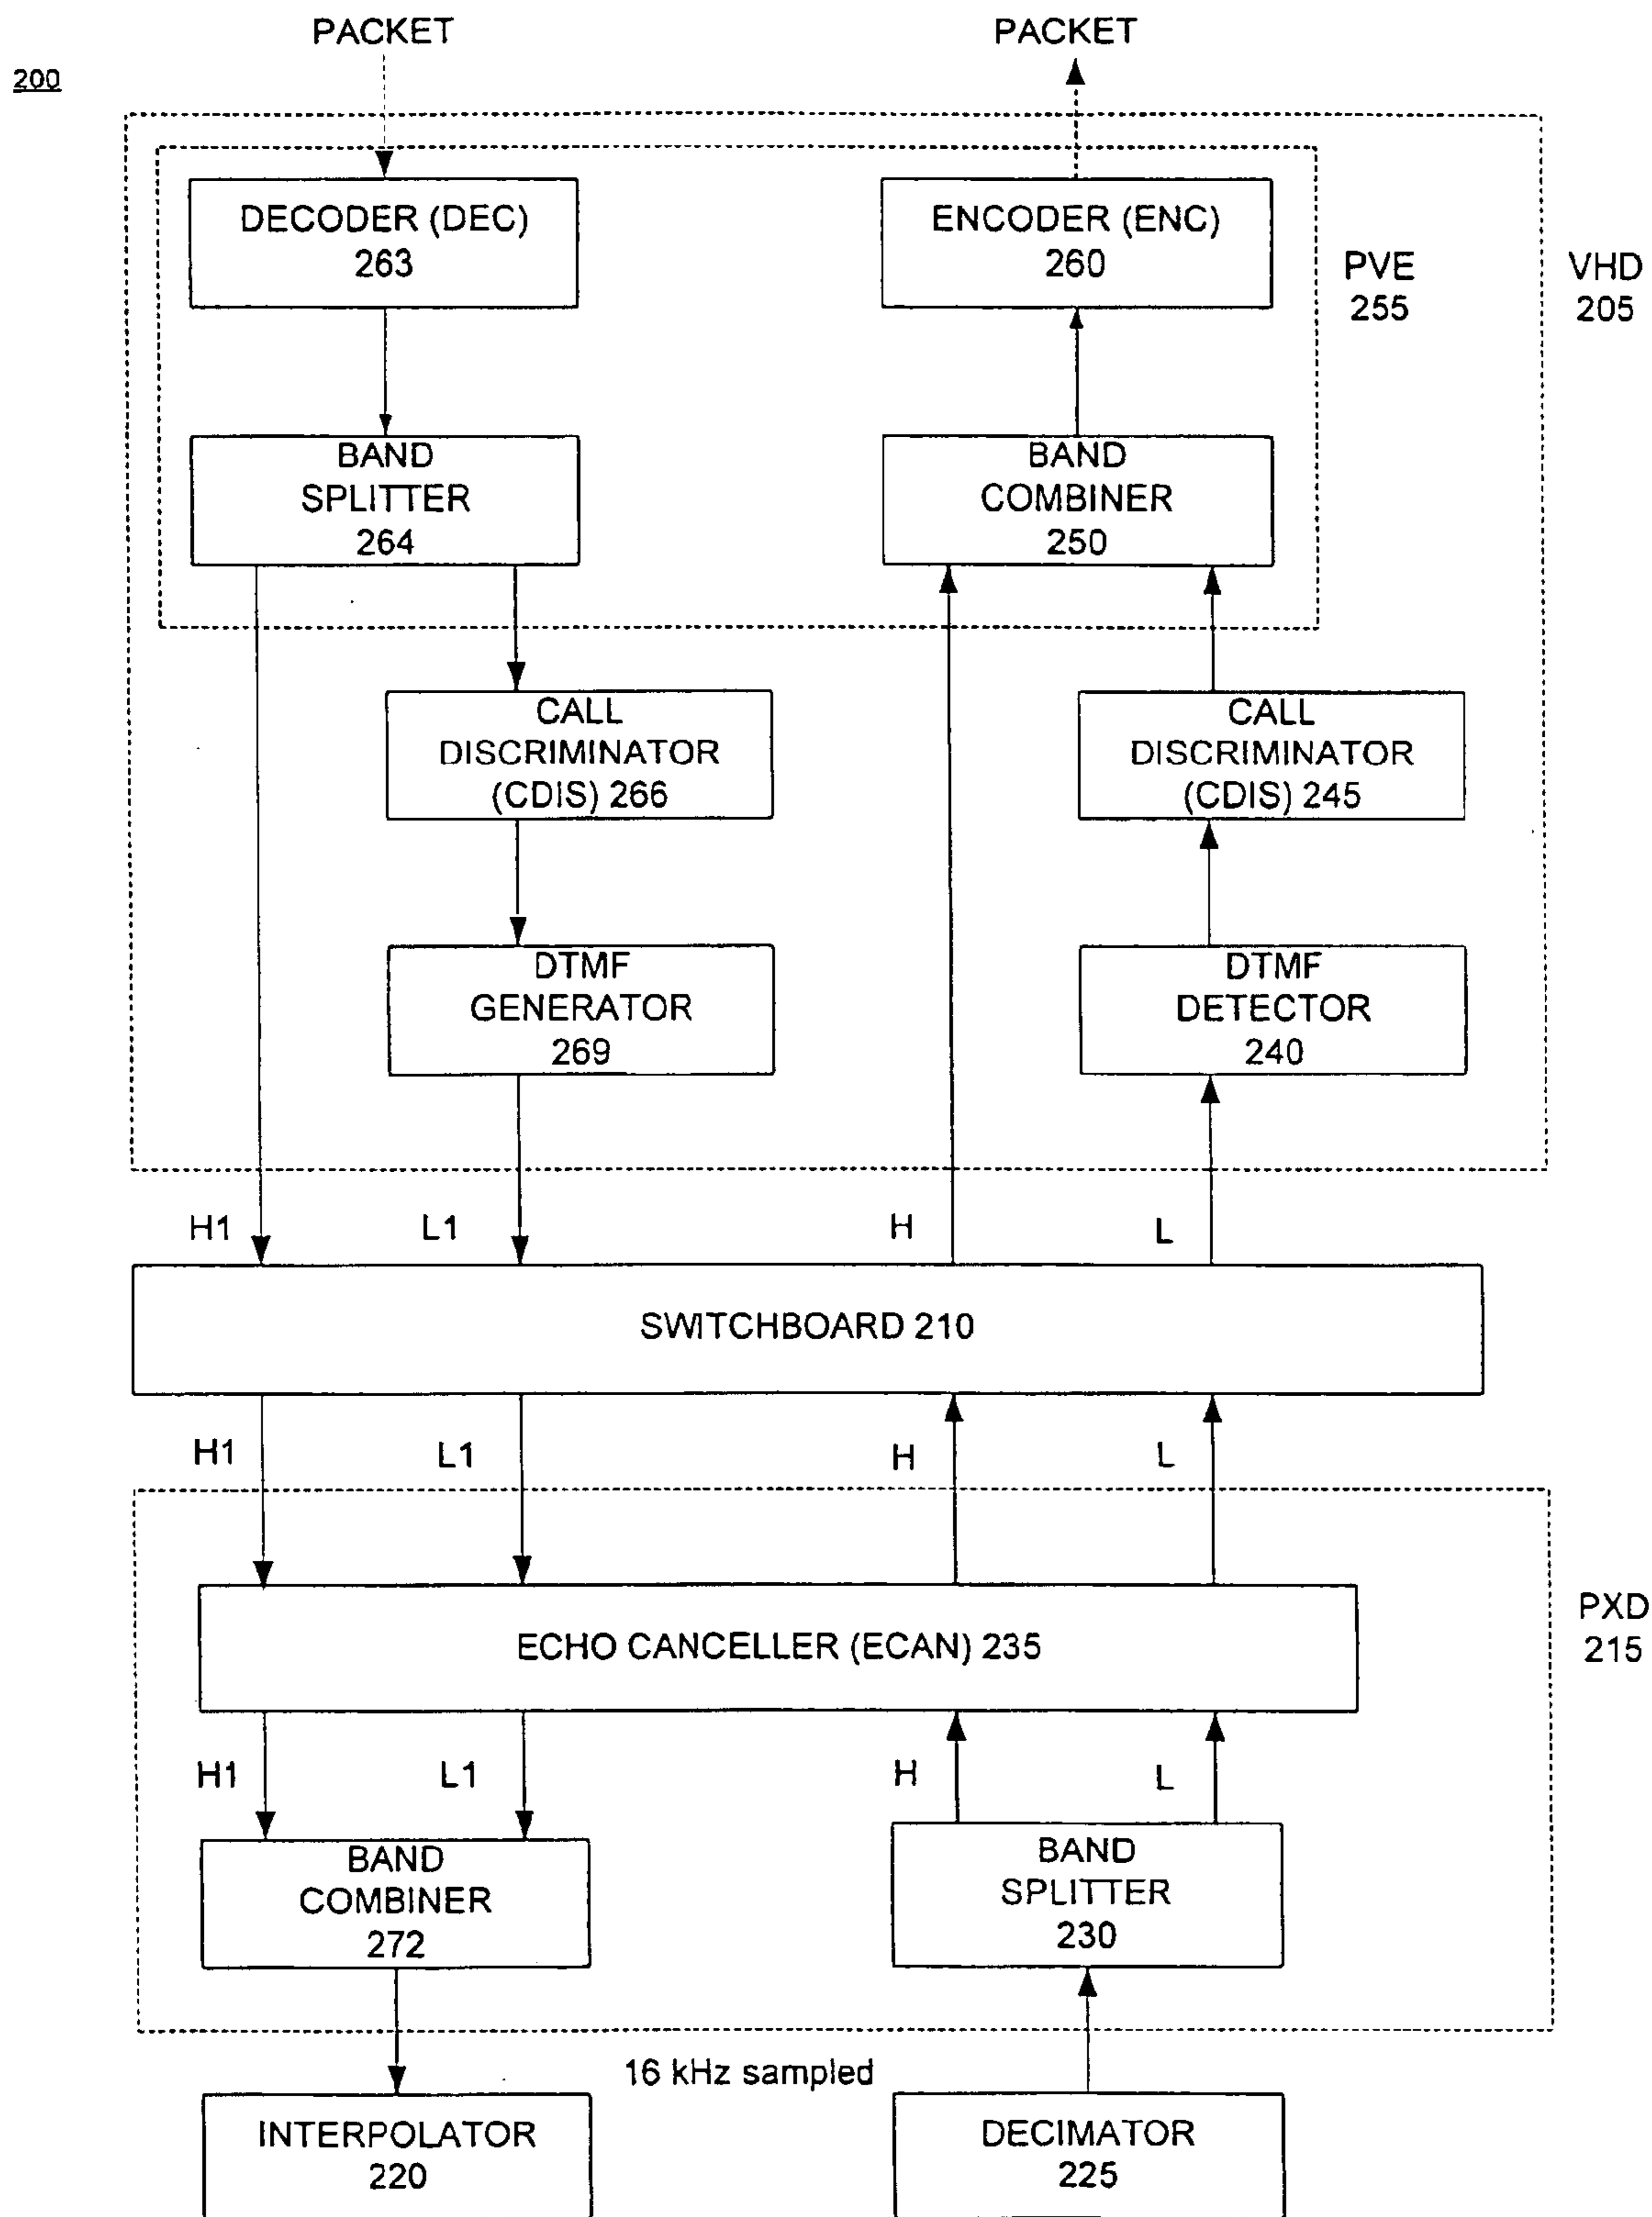 PACKET
PACKET
200
DECODER (DEC)
263
ENCODER (ENC)
260
PVE
255
VHD
205
BAND
SPLITTER
264
BAND
COMBINER
250
CALL
DISCRIMINATOR
(CDIS) 266
CALL
DISCRIMINATOR
(CDIS) 245
DTMF
GENERATOR
269
DTMF
DETECTOR
240
H1
L1
H
L
SWITCHBOARD 210
H1
L1
H
L
PXD
215
ECHO CANCELLER (ECAN) 235
H1
L1
H
L
BAND
COMBINER
272
BAND
SPLITTER
230
16 kHz sampled
INTERPOLATOR
220
DECIMATOR
225